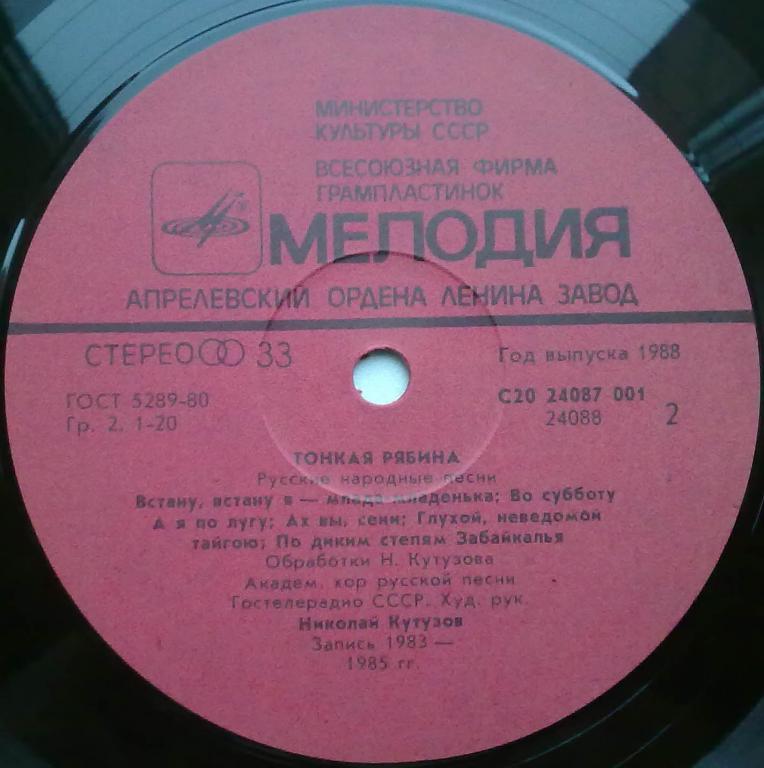 МИНИСТЕРСТВО
КУЛЬТУРЫ СССР
ВСЕСОЮЗНАЯ ФИРМА
ГРАМПЛАСТИНОК
МЕЛОДИЯ
АПРЕЛЕВСКИЙ ОРДЕНА ЛЕНИНА ЗАВОД
СТЕРЕО 33
Год выпуска 1988
ГОСТ 5289-80
Гр. 2. 1-20
С20 24087 001
24088 2
ТОНКАЯ РЯБИНА
Русские народные песни
Встану, встану я — млада-младенька; Во субботу
А я по лугу; Ах вы, сени; Глухой, неведомой
тайгою; По диким степям Забайкалья
Обработки Н. Кутузова
Академ. хор русской песни
Гостелерадио СССР. Худ. рук.
Николай Кутузов
Запись 1983 —
1985 гг.